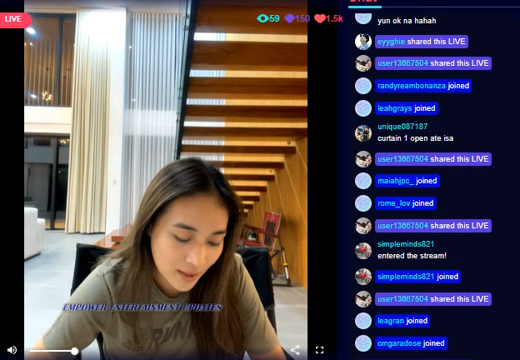 LIVE
59
150
1.5k
Chat
yun ok na hahah
eyyghie shared this LIVE
user13667504 shared this LIVE
randyreambonanza joined
leahgrays joined
unique087187
curtain 1 open ate isa
user13667504 shared this LIVE
maiahjpc_ joined
rome_lov joined
user13667504 shared this LIVE
simpleminds821
entered the stream!
simpleminds821 joined
user13667504 shared this LIVE
leagran joined
cmgaradose joined
EMPOWER ENTERTAINMENT UPDATES